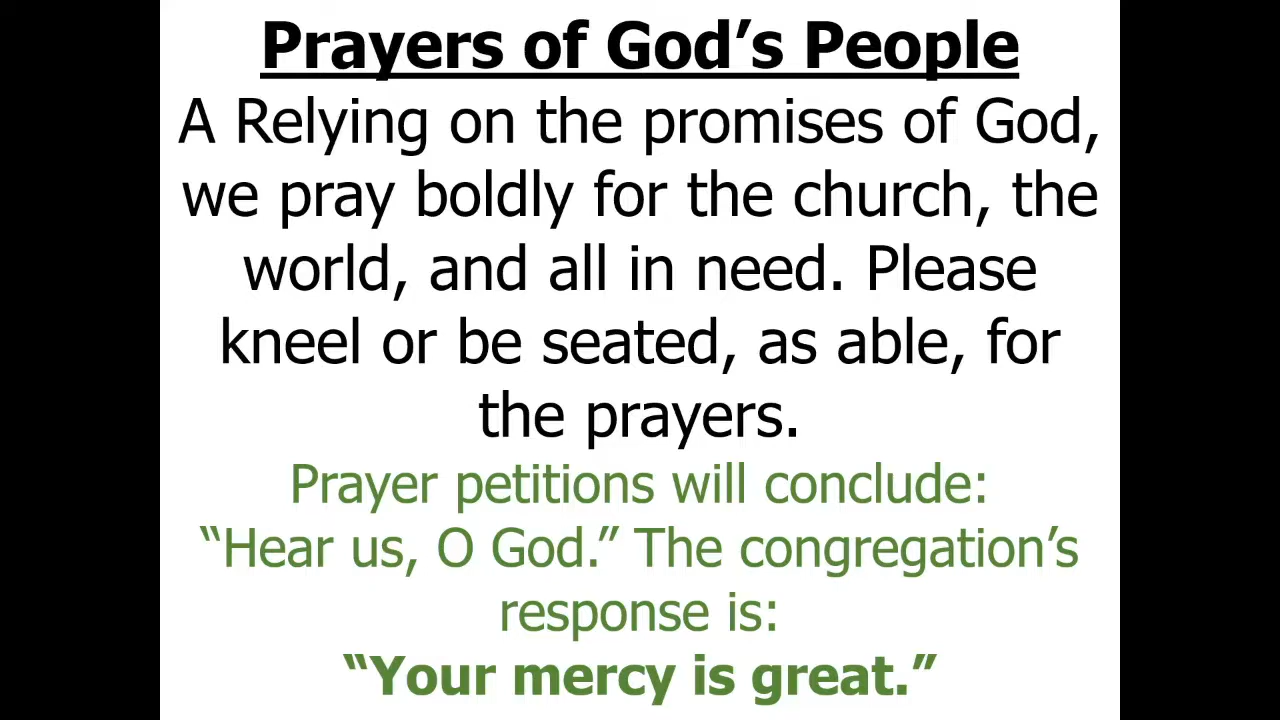 Prayers of God’s People
A Relying on the promises of God,
we pray boldly for the church, the
world, and all in need. Please
kneel or be seated, as able, for
the prayers.
Prayer petitions will conclude:
“Hear us, O God.” The congregation’s
response is:
“Your mercy is great.”